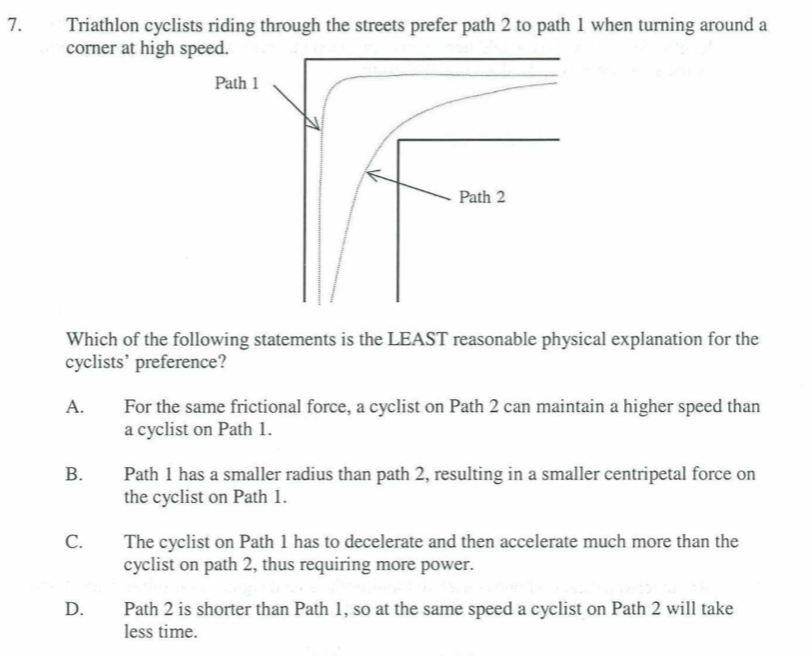 7. Triathlon cyclists riding through the streets prefer path 2 to path 1 when turning around a
corner at high speed.
Path 1
Path 2
Which of the following statements is the LEAST reasonable physical explanation for the
cyclists' preference?
A. For the same frictional force, a cyclist on Path 2 can maintain a higher speed than
a cyclist on Path 1.
B. Path 1 has a smaller radius than path 2, resulting in a smaller centripetal force on
the cyclist on Path 1.
C. The cyclist on Path 1 has to decelerate and then accelerate much more than the
cyclist on path 2, thus requiring more power.
D. Path 2 is shorter than Path 1, so at the same speed a cyclist on Path 2 will take
less time.